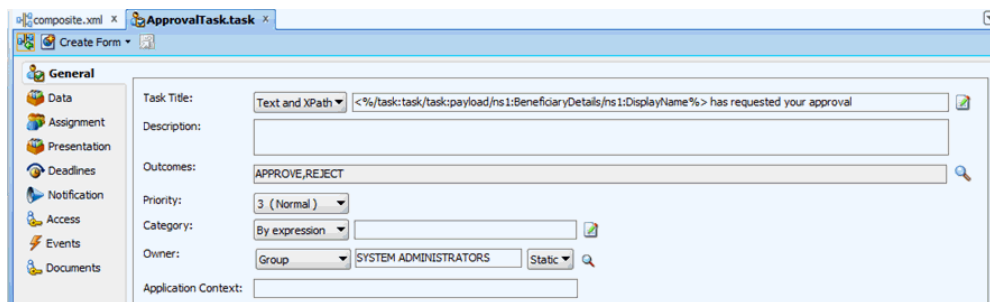 composite.xml x ApprovalTask.task x
Create Form
General
Data
Assignment
Presentation
Deadlines
Notification
Access
Events
Documents
Task Title: Text and XPath <%/task:task/task:payload/ns1:BeneficiaryDetails/ns1:DisplayName%> has requested your approval
Description:
Outcomes: APPROVE,REJECT
Priority: 3 (Normal)
Category: By expression
Owner: Group SYSTEM ADMINISTRATORS Static
Application Context: